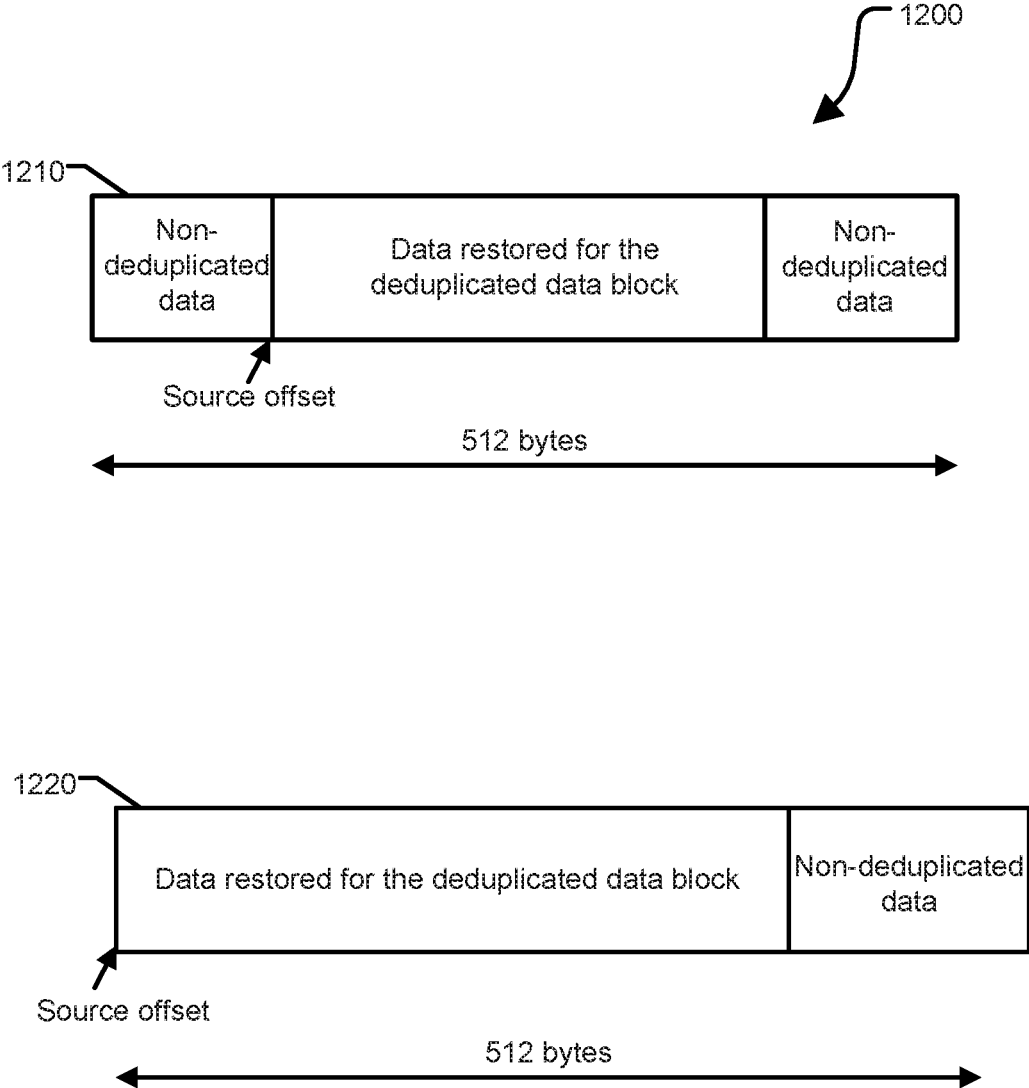 1200
1210
Non-
deduplicated
data
Data restored for the
deduplicated data block
Non-
deduplicated
data
Source offset
512 bytes
1220
Data restored for the deduplicated data block
Non-deduplicated
data
Source offset
512 bytes